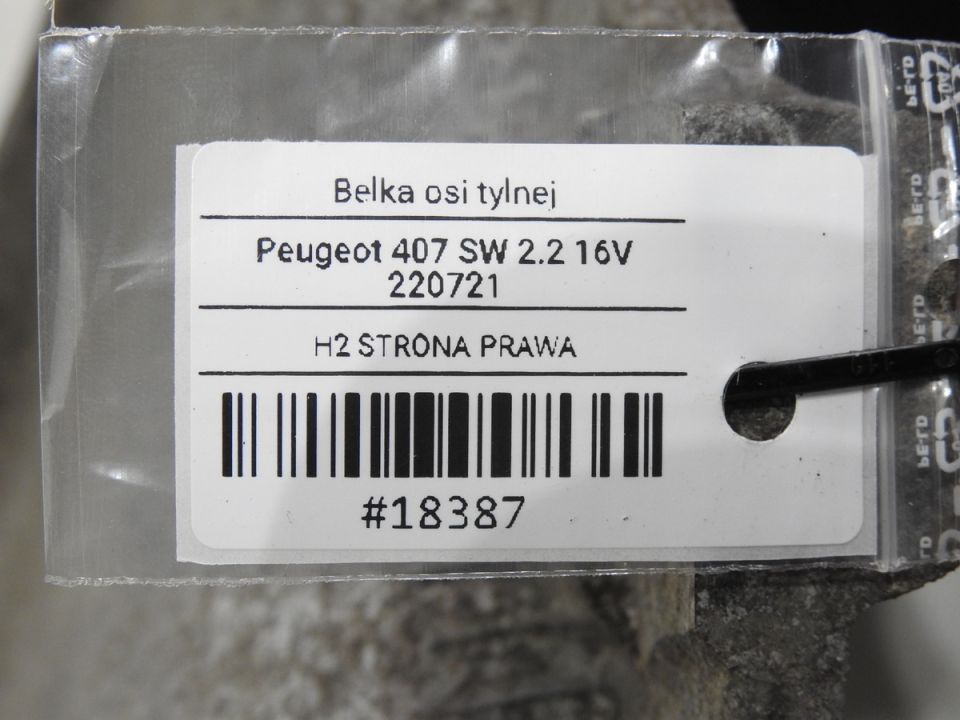 Belka osi tylnej
Peugeot 407 SW 2.2 16V
220721
H2 STRONA PRAWA
#18387